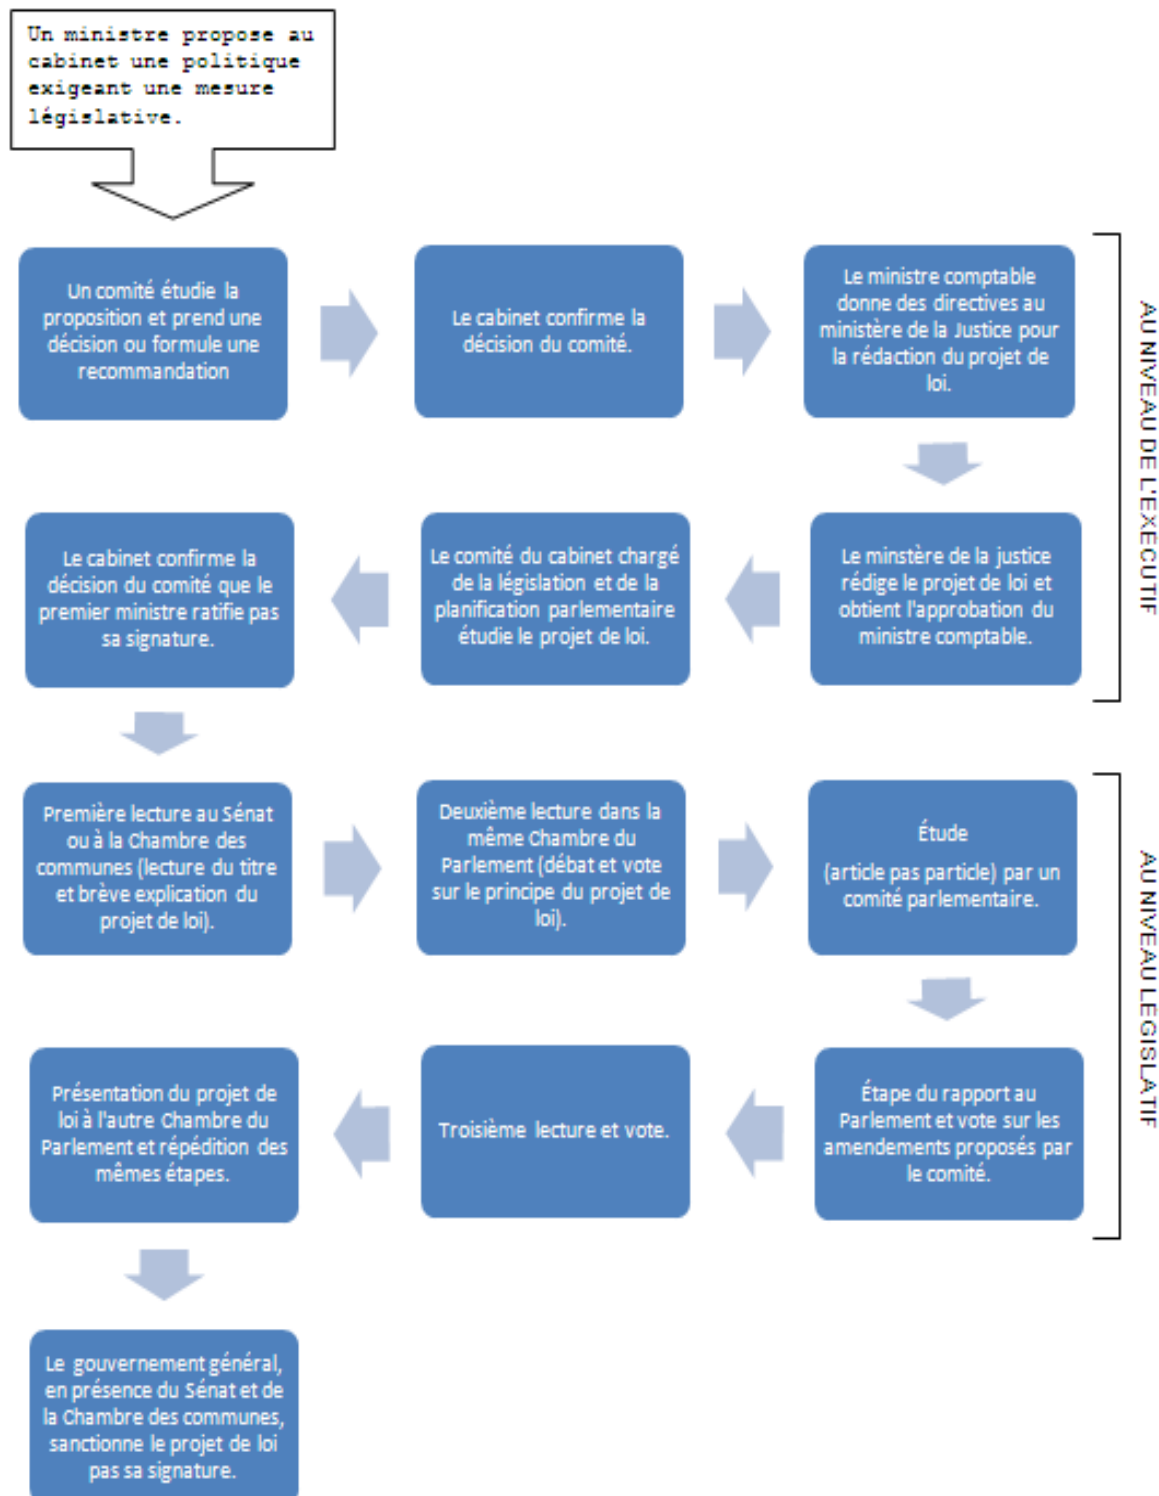 Un ministre propose au
cabinet une politique
exigeant une mesure
législative.
Un comité étudie la
proposition et prend une
décision ou formule une
recommandation
Le cabinet confirme la
décision du comité.
Le ministre comptable
donne des directives au
ministère de la Justice pour
la rédaction du projet de
loi.
AU NIVEAU DE L'EXÉCUTIF
Le minstère de la justice
rédige le projet de loi et
obtient l'approbation du
ministre comptable.
Le comité du cabinet chargé
de la législation et de la
planification parlementaire
étudie le projet de loi.
Le cabinet confirme la
décision du comité que le
premier ministre ratifie pas
sa signature.
Première lecture au Sénat
ou à la Chambre des
communes (lecture du titre
et brève explication du
projet de loi).
Deuxième lecture dans la
même Chambre du
Parlement (débat et vote
sur le principe du projet de
loi).
Étude
(article pas particle) par un
comité parlementaire.
AU NIVEAU LÉGISLATIF
Étape du rapport au
Parlement et vote sur les
amendements proposés par
le comité.
Troisième lecture et vote.
Présentation du projet de
loi à l'autre Chambre du
Parlement et répédition des
mêmes étapes.
Le gouvernement général,
en présence du Sénat et de
la Chambre des communes,
sanctionne le projet de loi
pas sa signature.